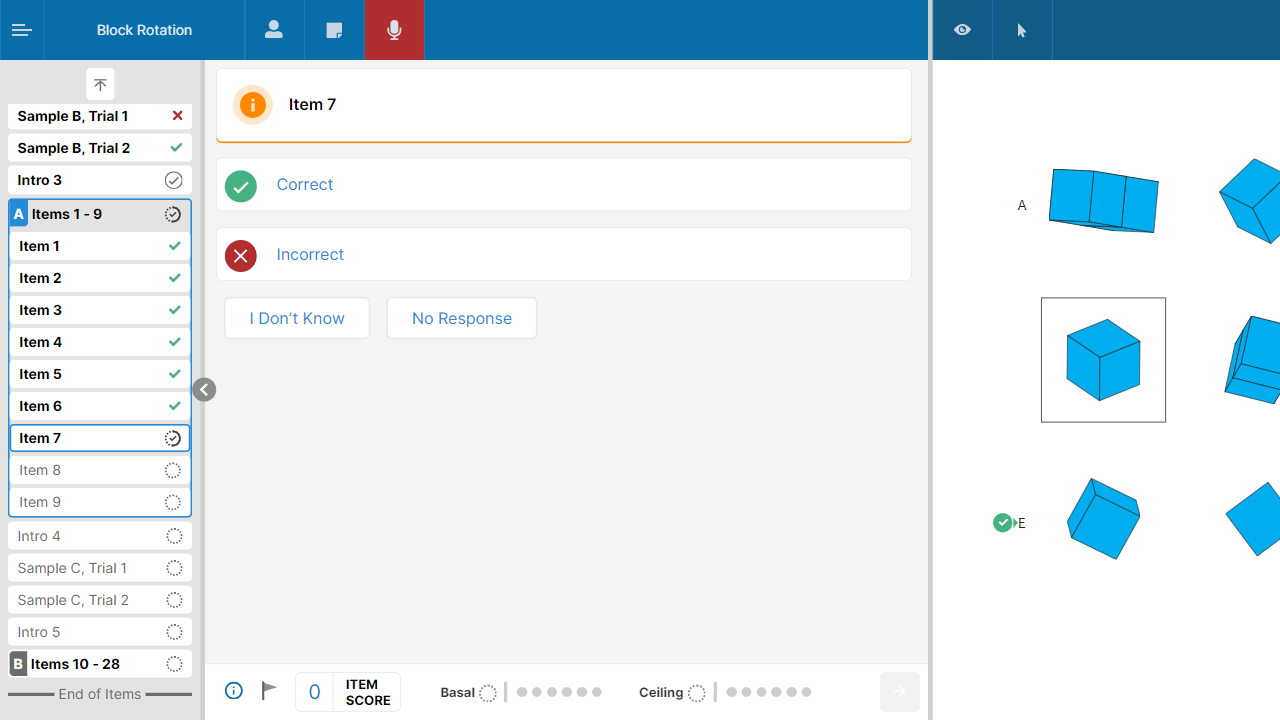 Block Rotation
Sample B, Trial 1
Sample B, Trial 2
Intro 3
A Items 1 - 9
Item 1
Item 2
Item 3
Item 4
Item 5
Item 6
Item 7
Item 8
Item 9
Intro 4
Sample C, Trial 1
Sample C, Trial 2
Intro 5
B Items 10 - 28
End of Items
Item 7
Correct
Incorrect
I Don’t Know
No Response
0 ITEM SCORE
Basal
Ceiling
A
E